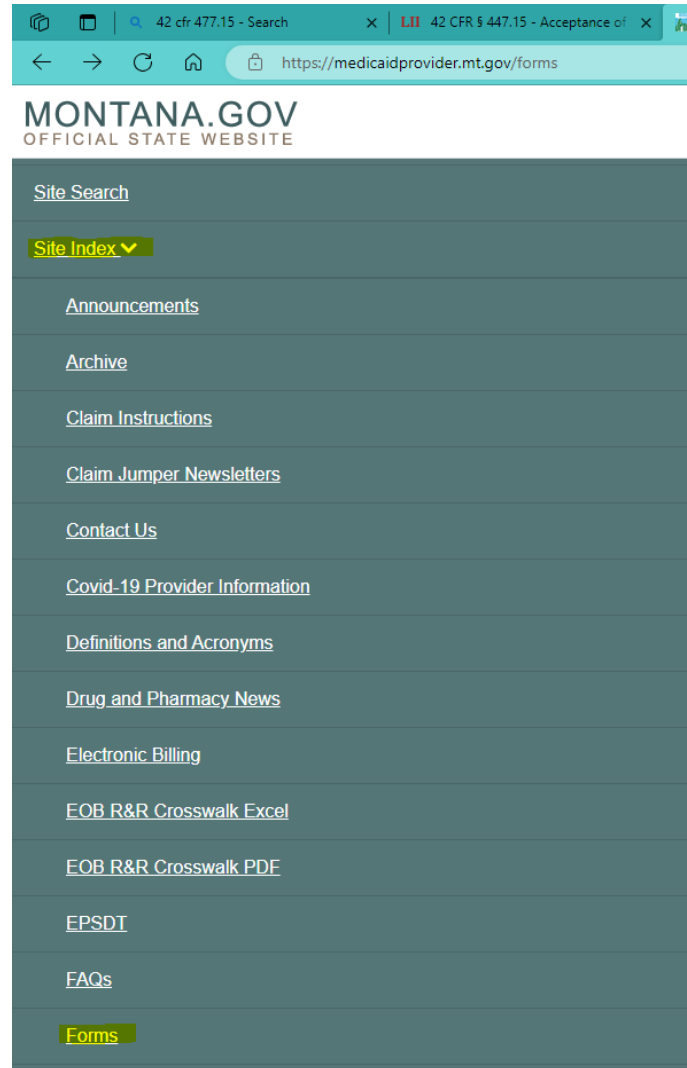 42 cfr 477.15 - Search
LII 42 CFR § 447.15 - Acceptance of
https://medicaidprovider.mt.gov/forms
MONTANA.GOV
OFFICIAL STATE WEBSITE
Site Search
Site Index
Announcements
Archive
Claim Instructions
Claim Jumper Newsletters
Contact Us
Covid-19 Provider Information
Definitions and Acronyms
Drug and Pharmacy News
Electronic Billing
EOB R&R Crosswalk Excel
EOB R&R Crosswalk PDF
EPSDT
FAQs
Forms